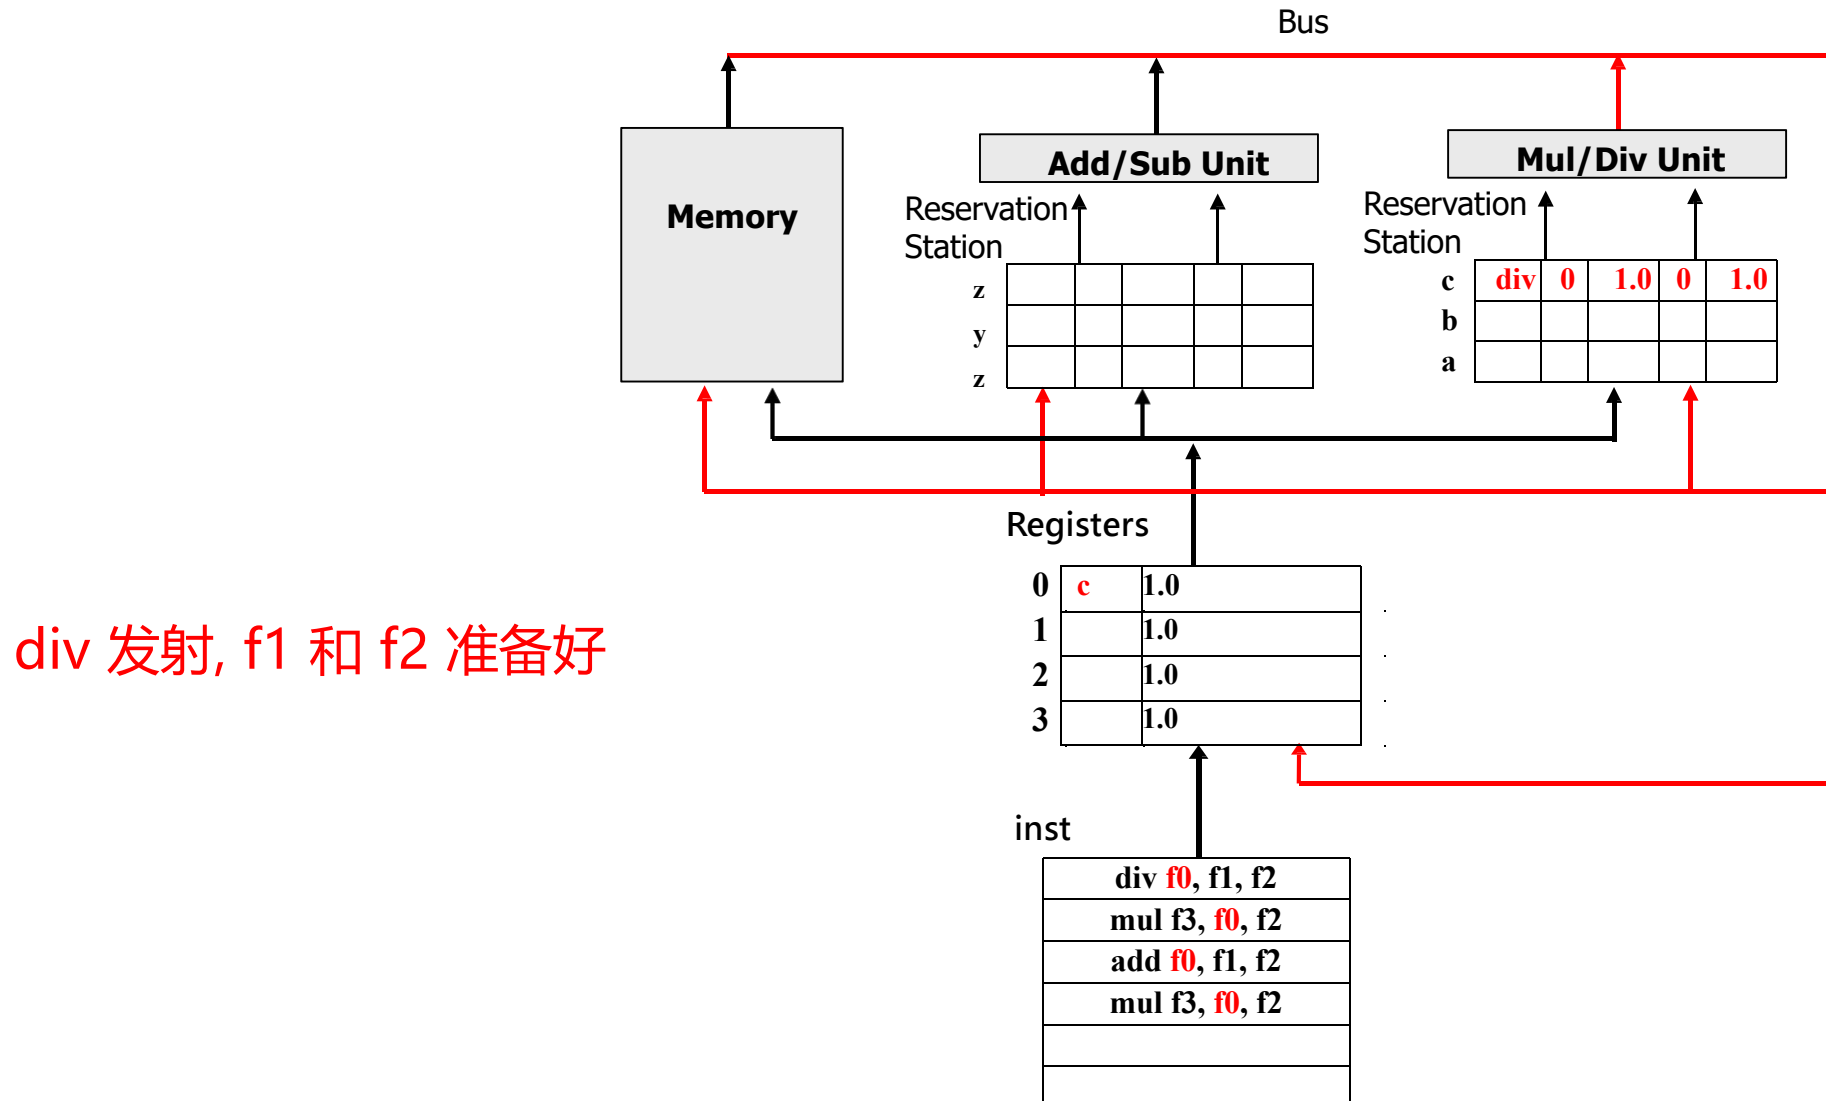 Bus
Memory
Add/Sub Unit
Mul/Div Unit
Reservation
Station
Reservation
Station
z
y
z
c div 0 1.0 0 1.0
b
a
Registers
0 c 1.0
1 1.0
2 1.0
3 1.0
div 发射, f1 和 f2 准备好
inst
div f0, f1, f2
mul f3, f0, f2
add f0, f1, f2
mul f3, f0, f2